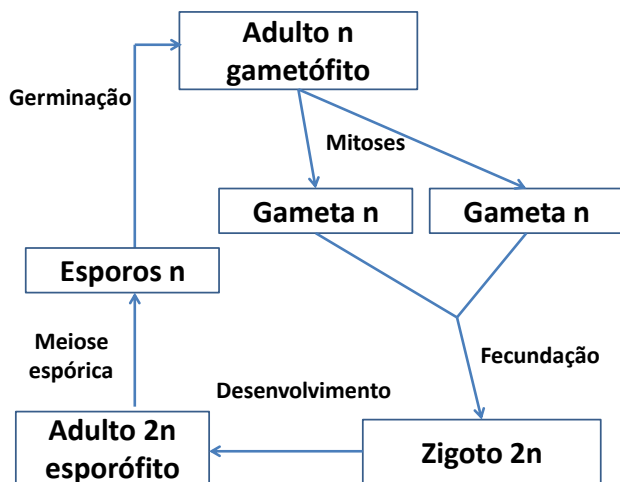 Adulto n
gametófito
Germinação
Mitoses
Gameta n
Gameta n
Esporos n
Meiose
espórica
Fecundação
Desenvolvimento
Adulto 2n
esporófito
Zigoto 2n